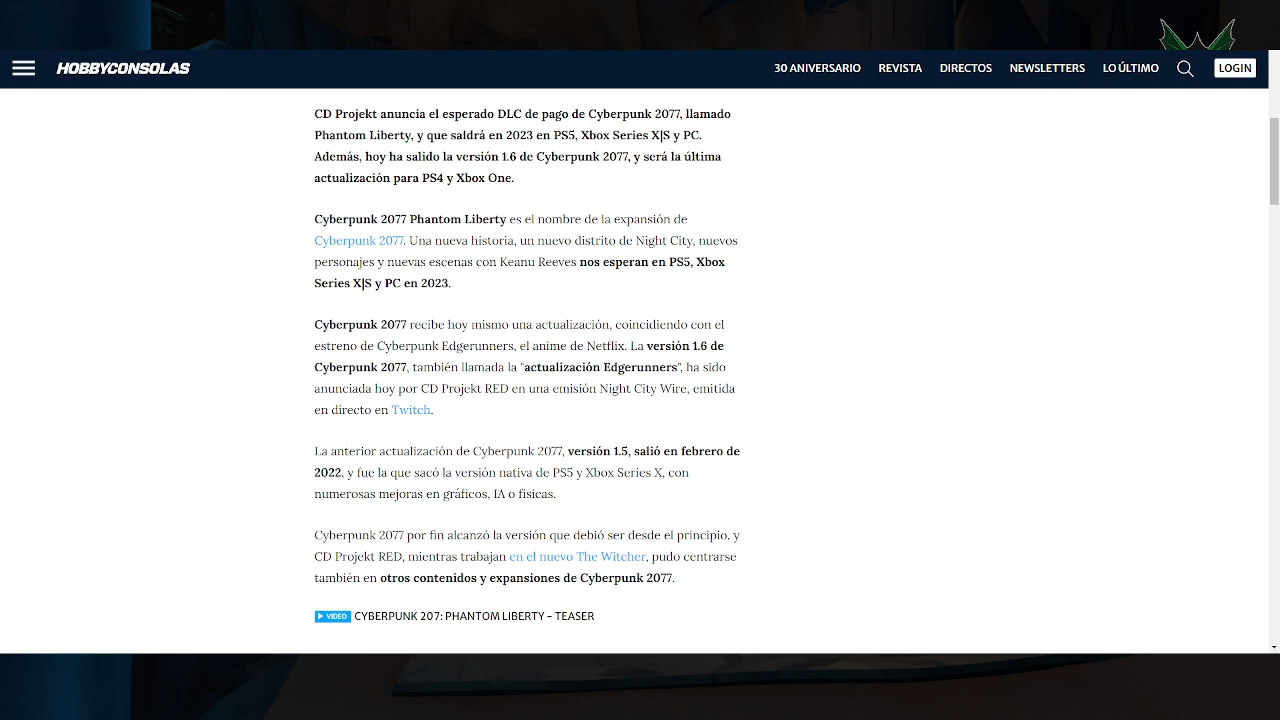 HOBBYCONSOLAS
30 ANIVERSARIO REVISTA DIRECTOS NEWSLETTERS LO ÚLTIMO LOGIN
CD Projekt anuncia el esperado DLC de pago de Cyberpunk 2077, llamado
Phantom Liberty, y que saldrá en 2023 en PS5, Xbox Series X|S y PC.
Además, hoy ha salido la versión 1.6 de Cyberpunk 2077, y será la última
actualización para PS4 y Xbox One.
Cyberpunk 2077 Phantom Liberty es el nombre de la expansión de
Cyberpunk 2077. Una nueva historia, un nuevo distrito de Night City, nuevos
personajes y nuevas escenas con Keanu Reeves nos esperan en PS5, Xbox
Series X|S y PC en 2023.
Cyberpunk 2077 recibe hoy mismo una actualización, coincidiendo con el
estreno de Cyberpunk Edgerunners, el anime de Netflix. La versión 1.6 de
Cyberpunk 2077, también llamada la "actualización Edgerunners", ha sido
anunciada hoy por CD Projekt RED en una emisión Night City Wire, emitida
en directo en Twitch.
La anterior actualización de Cyberpunk 2077, versión 1.5, salió en febrero de
2022, y fue la que sacó la versión nativa de PS5 y Xbox Series X, con
numerosas mejoras en gráficos, IA o físicas.
Cyberpunk 2077 por fin alcanzó la versión que debió ser desde el principio, y
CD Projekt RED, mientras trabajan en el nuevo The Witcher, pudo centrarse
también en otros contenidos y expansiones de Cyberpunk 2077.
VIDEO CYBERPUNK 207: PHANTOM LIBERTY - TEASER